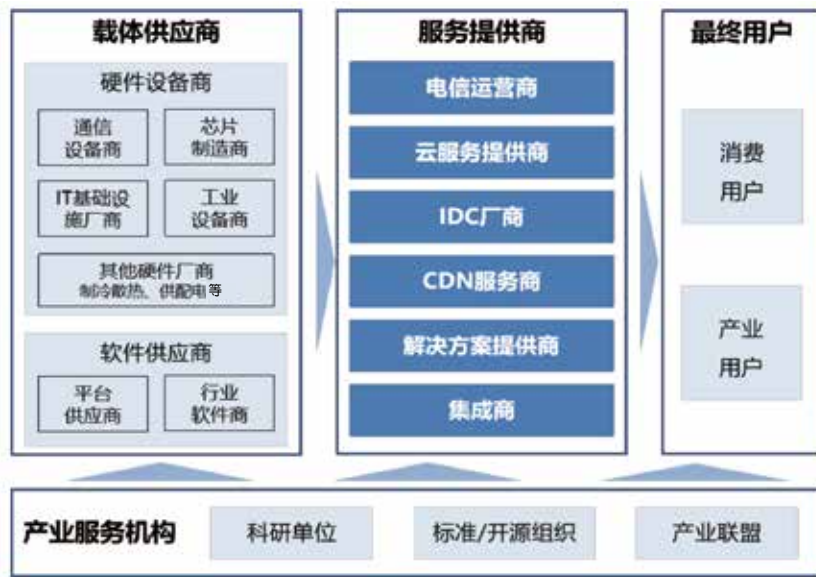 载体供应商
硬件设备商
通信
设备商
芯片
制造商
IT基础设
施厂商
工业
设备商
其他硬件厂商
制冷散热、供配电等
软件供应商
平台
供应商
行业
软件商
服务提供商
电信运营商
云服务提供商
IDC厂商
CDN服务商
解决方案提供商
集成商
最终用户
消费
用户
产业
用户
产业服务机构
科研单位
标准/开源组织
产业联盟